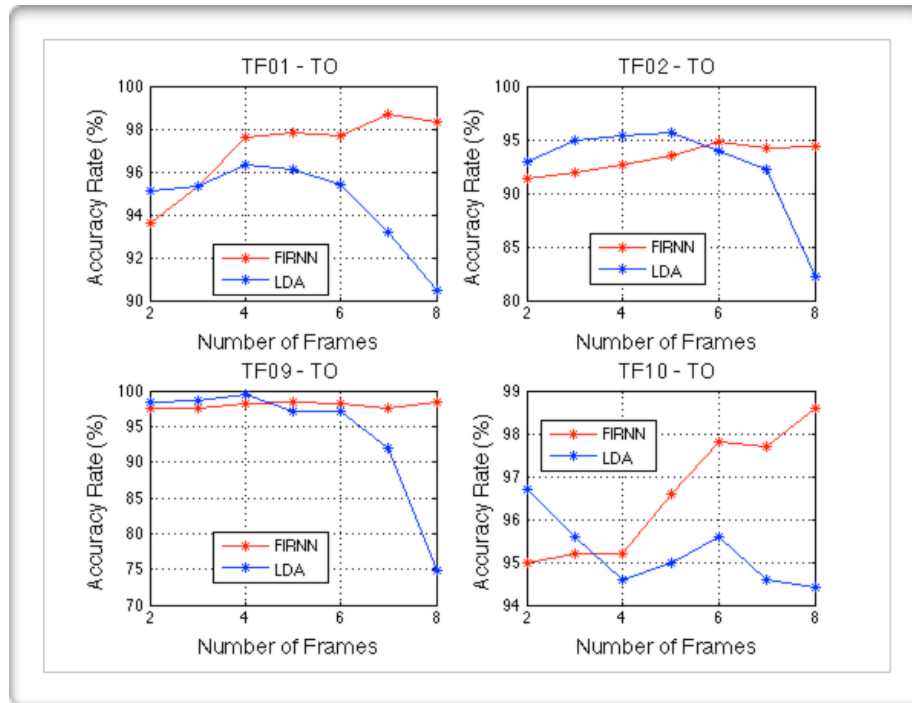 TF01 - TO
Accuracy Rate (%)
100
98
96
94
92
90
FIRNN
LDA
2
4
6
8
Number of Frames
TF02 - TO
Accuracy Rate (%)
100
95
90
85
80
FIRNN
LDA
2
4
6
8
Number of Frames
TF09 - TO
Accuracy Rate (%)
100
95
90
85
80
75
70
FIRNN
LDA
2
4
6
8
Number of Frames
TF10 - TO
Accuracy Rate (%)
99
98
97
96
95
94
FIRNN
LDA
2
4
6
8
Number of Frames